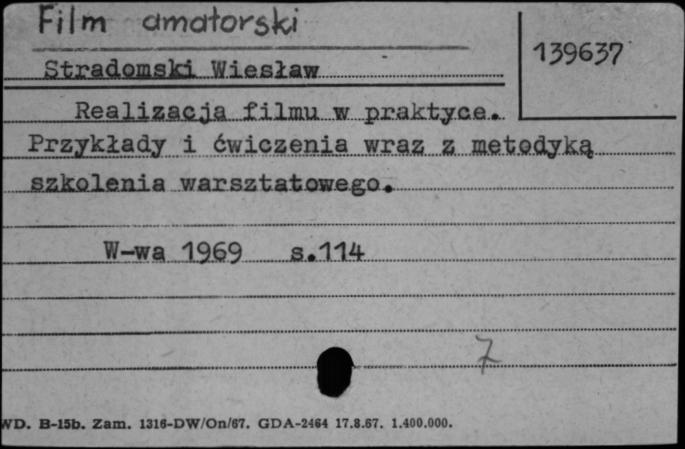 Film amatorski
139637
Stradomski Wiesław
Realizacja filmu w praktyce.
Przykłady i ćwiczenia wraz z metodyką
szkolenia warsztatowego.
W-wa 1969 s.114
7
WD. B-15b. Zam. 1316-DW/On/67. GDA-2464 17.8.67. 1.400.000.